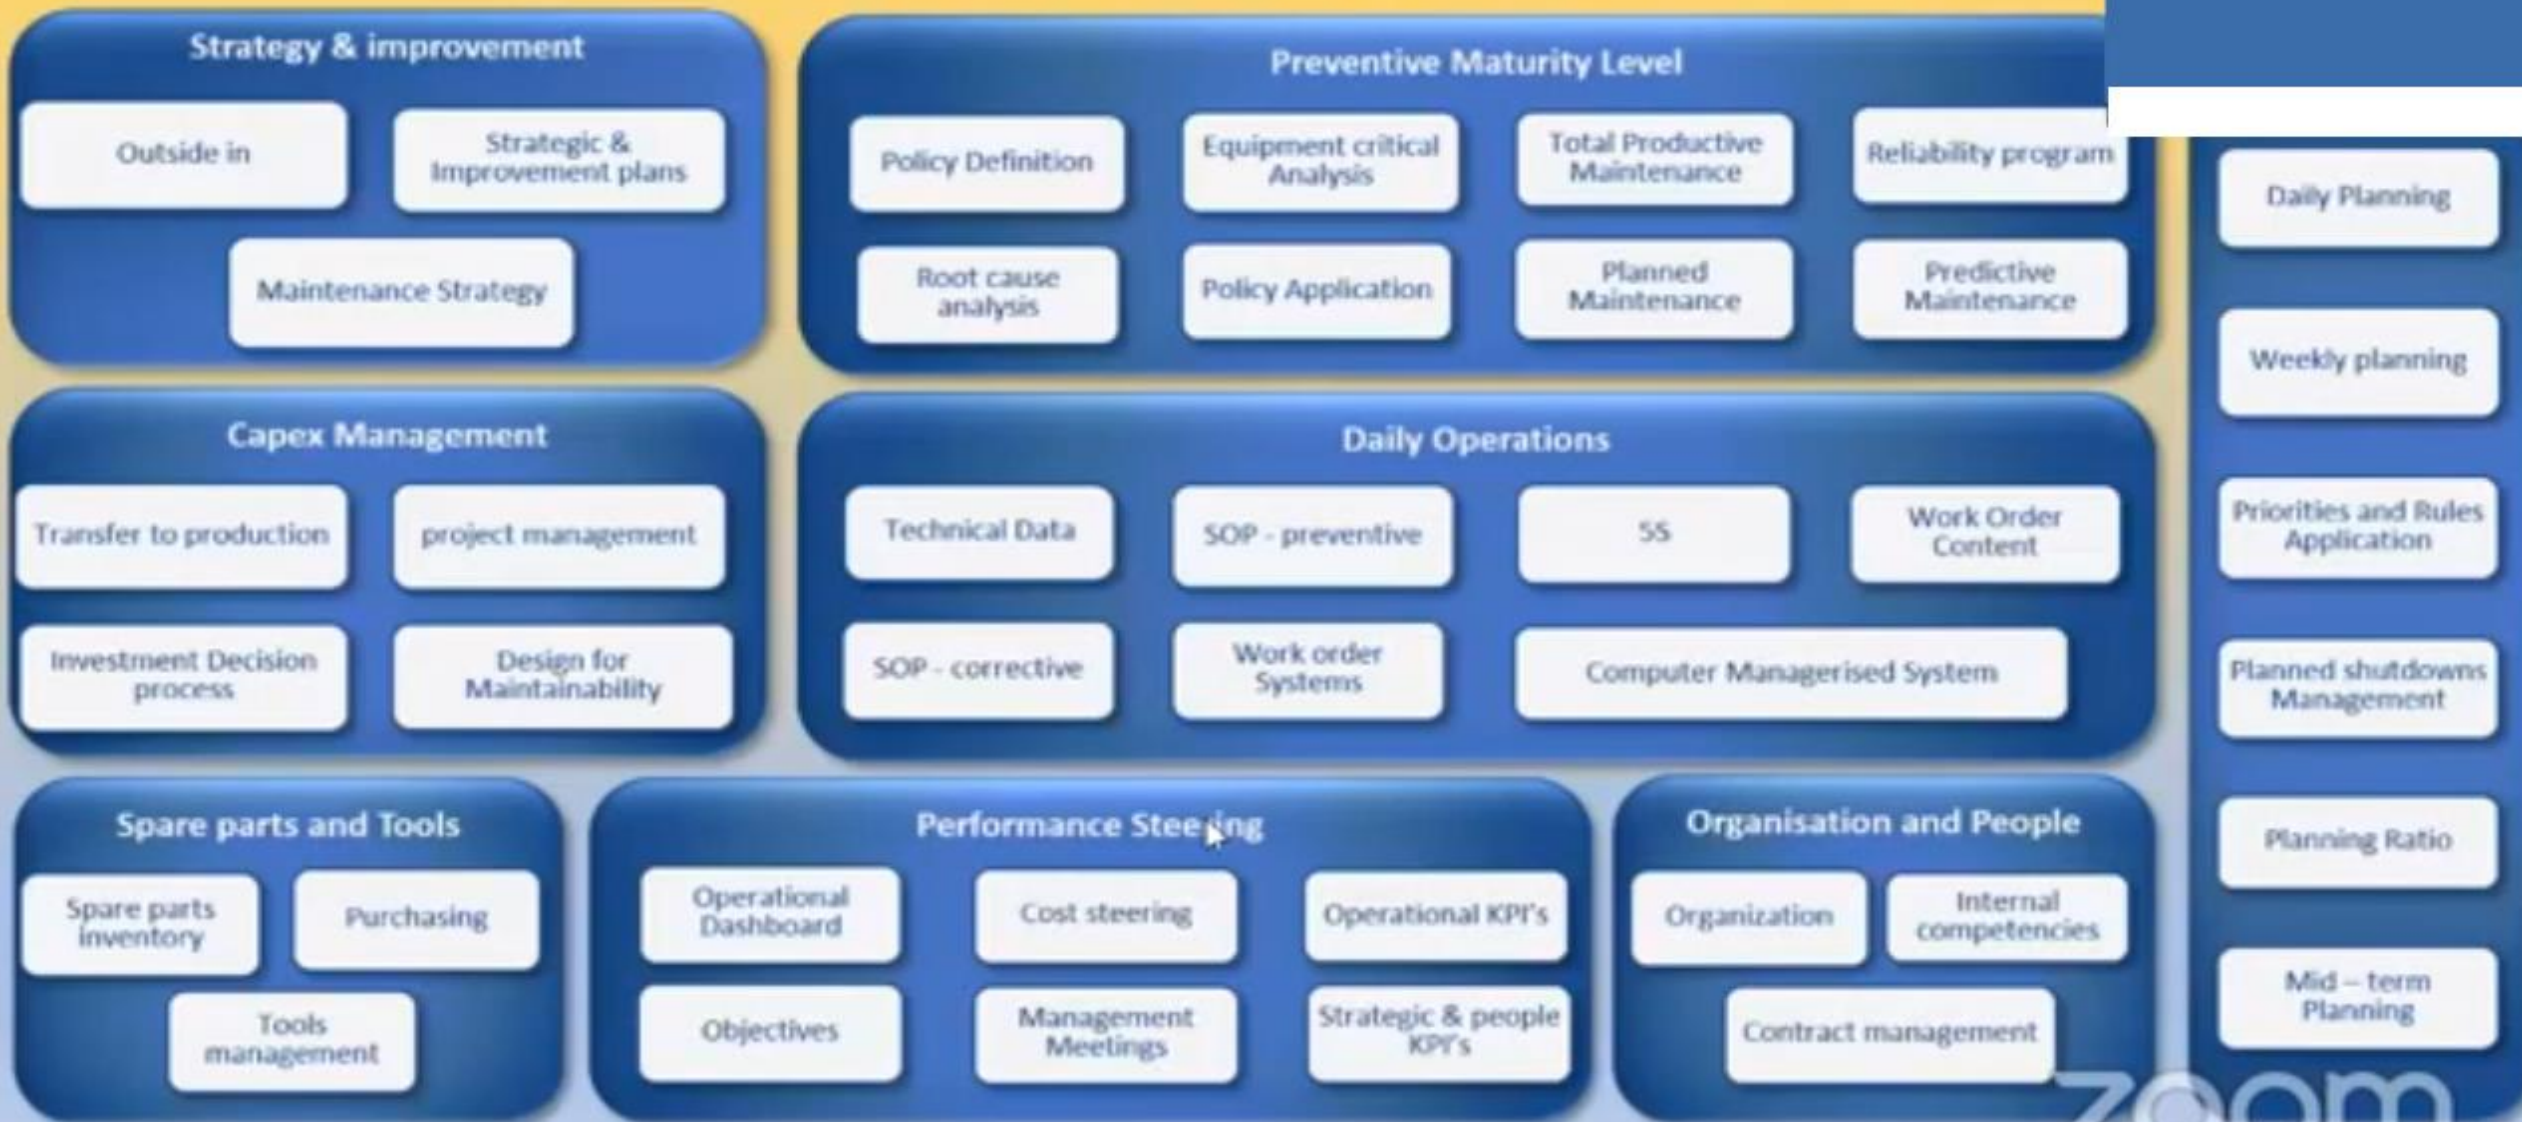 Strategy & improvement
Outside in
Strategic &
Improvement plans
Maintenance Strategy
Preventive Maturity Level
Policy Definition
Equipment critical
Analysis
Total Productive
Maintenance
Reliability program
Root cause
analysis
Policy Application
Planned
Maintenance
Predictive
Maintenance
Capex Management
Transfer to production
project management
Investment Decision
process
Design for
Maintainability
Daily Operations
Technical Data
SOP - preventive
5S
Work Order
Content
SOP - corrective
Work order
Systems
Computer Managerised System
Spare parts and Tools
Spare parts
inventory
Purchasing
Tools
management
Performance Steering
Operational
Dashboard
Cost steering
Operational KPI's
Objectives
Management
Meetings
Strategic & people
KPI's
Organisation and People
Organization
Internal
competencies
Contract management
Daily Planning
Weekly planning
Priorities and Rules
Application
Planned shutdowns
Management
Planning Ratio
Mid – term
Planning
zoom